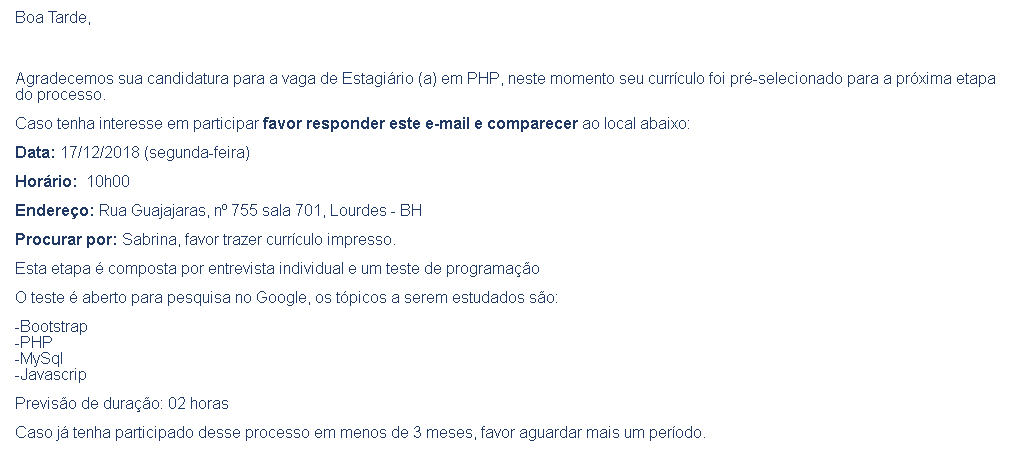 Boa Tarde,
Agradecemos sua candidatura para a vaga de Estagiário (a) em PHP, neste momento seu currículo foi pré-selecionado para a próxima etapa
do processo.
Caso tenha interesse em participar favor responder este e-mail e comparecer ao local abaixo:
Data: 17/12/2018 (segunda-feira)
Horário:  10h00
Endereço: Rua Guajajaras, nº 755 sala 701, Lourdes - BH
Procurar por: Sabrina, favor trazer currículo impresso.
Esta etapa é composta por entrevista individual e um teste de programação
O teste é aberto para pesquisa no Google, os tópicos a serem estudados são:
-Bootstrap
-PHP
-MySql
-Javascrip
Previsão de duração: 02 horas
Caso já tenha participado desse processo em menos de 3 meses, favor aguardar mais um período.